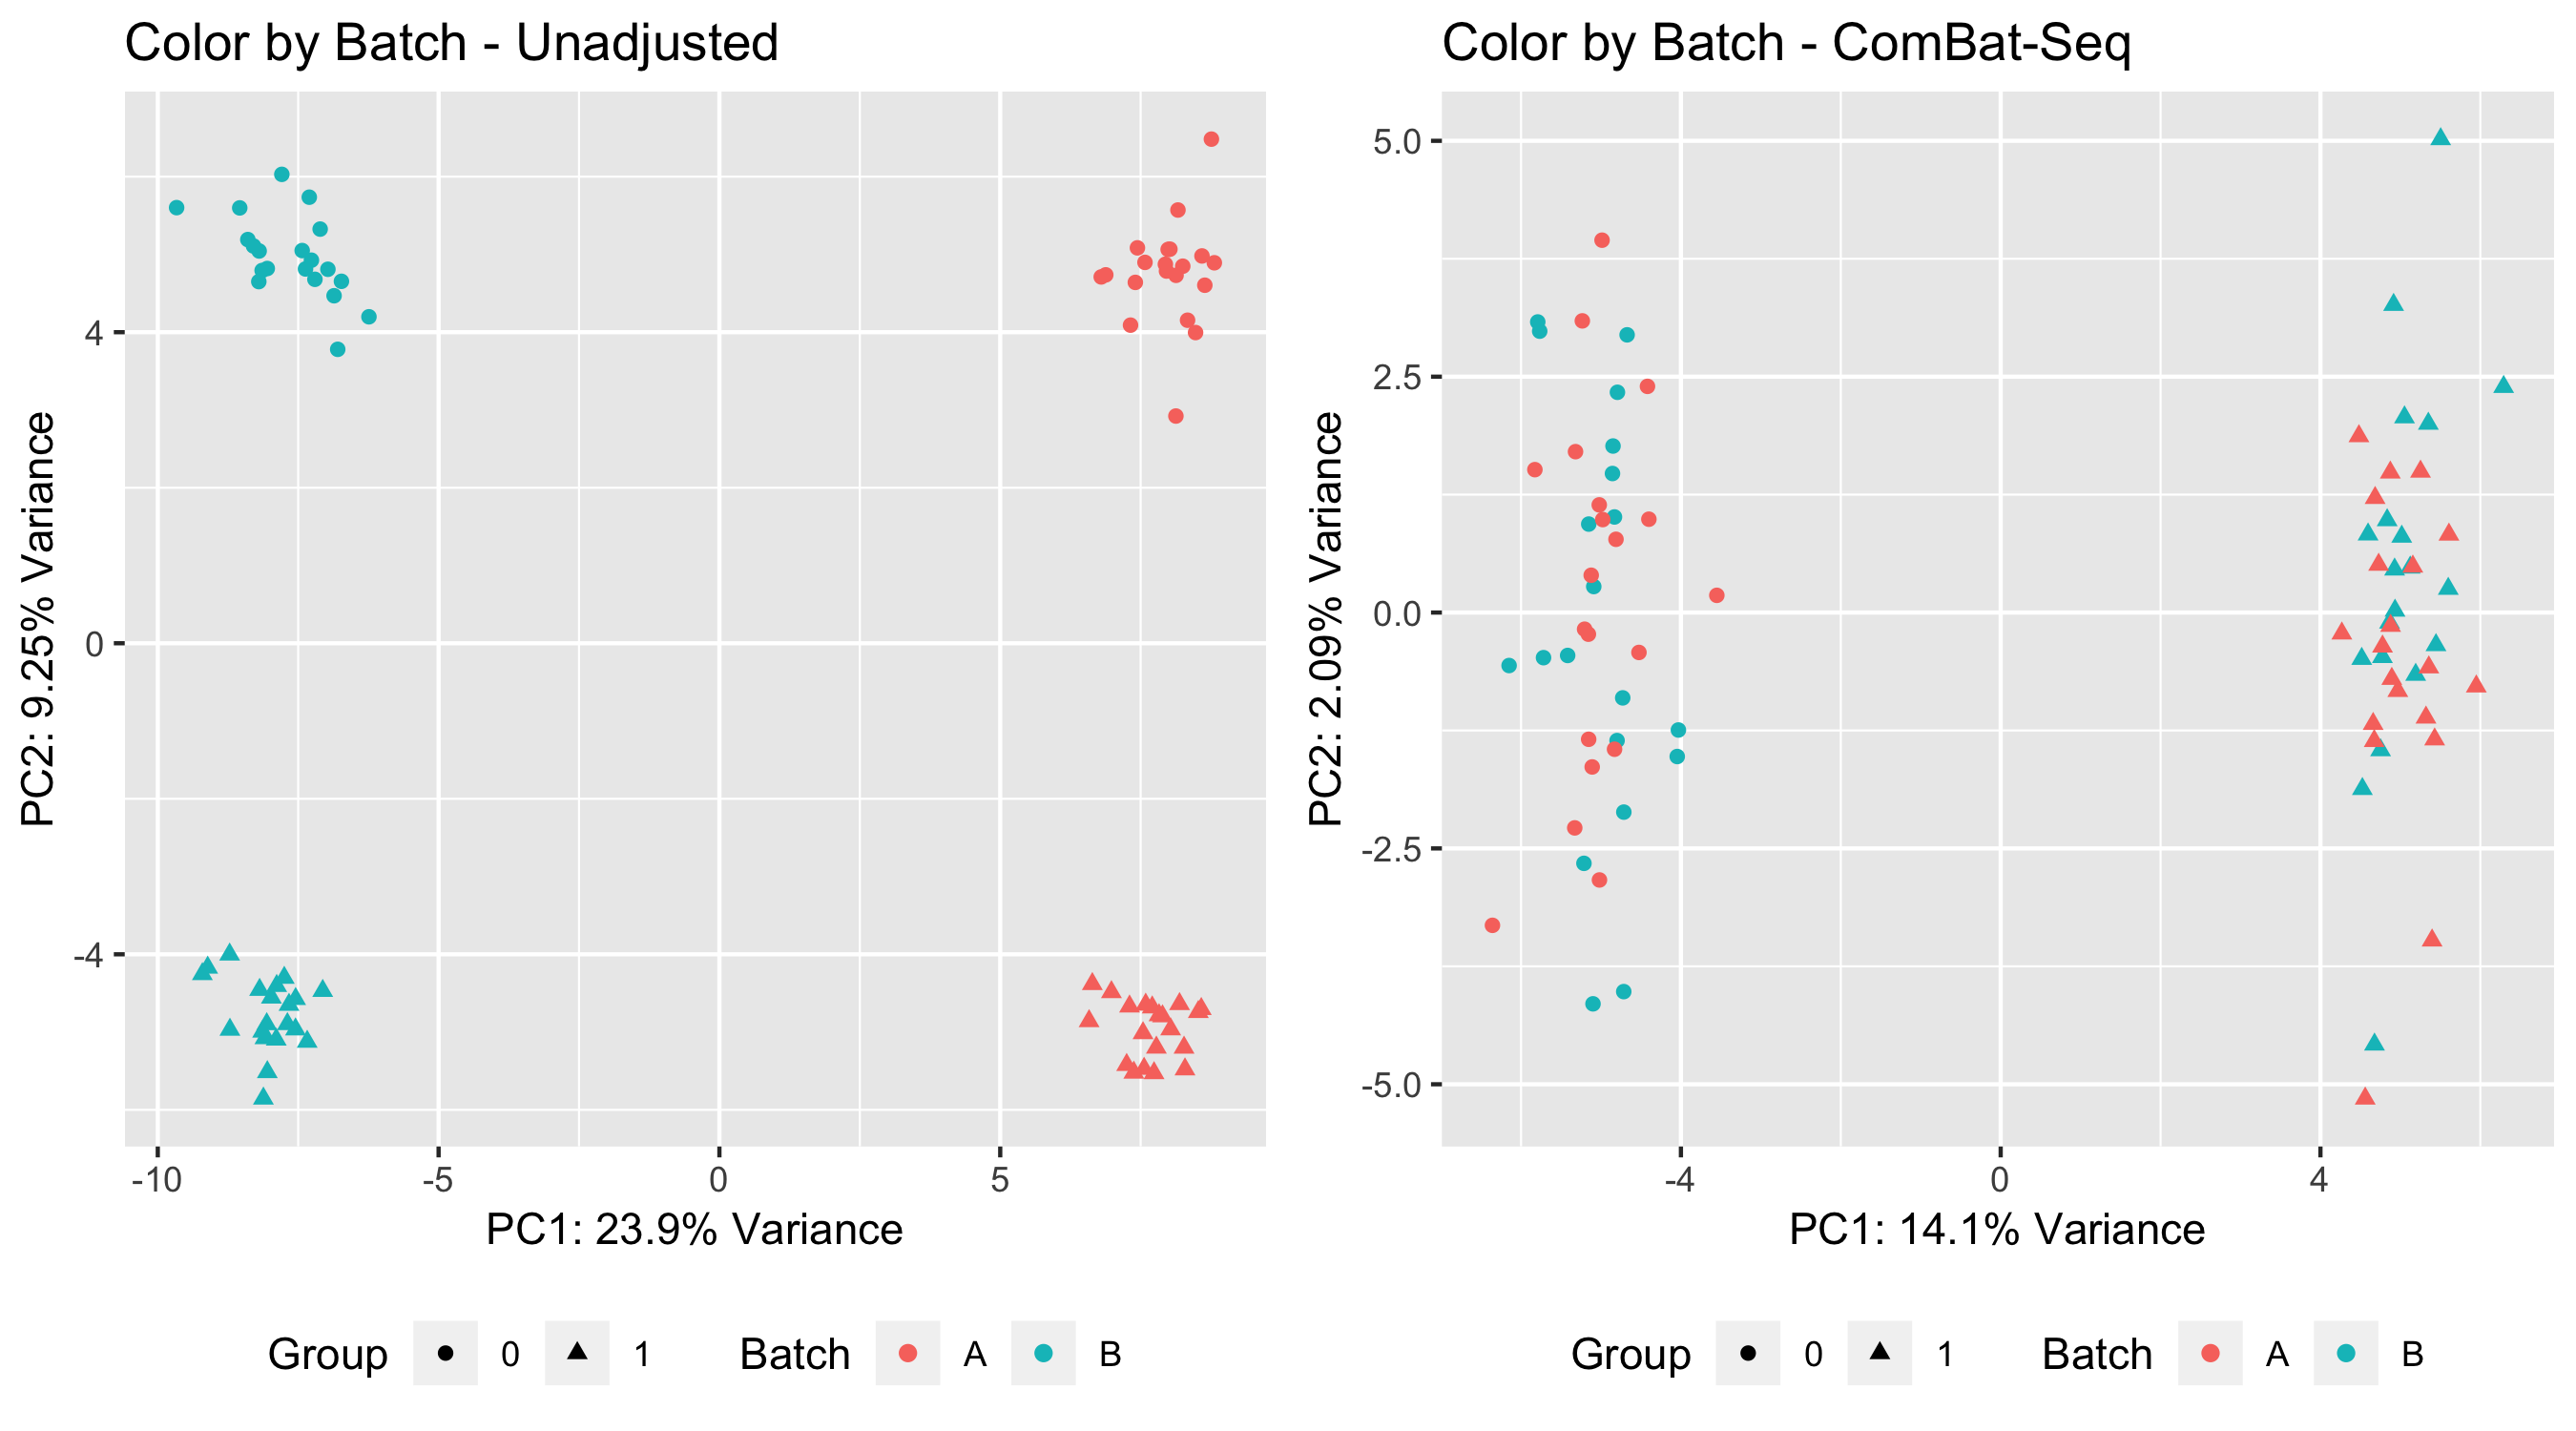 Color by Batch - Unadjusted
PC2: 9.25% Variance
4
0
-4
-10
-5
0
5
PC1: 23.9% Variance
Group 0 1 Batch A B
Color by Batch - ComBat-Seq
PC2: 2.09% Variance
5.0
2.5
0.0
-2.5
-5.0
-4
0
4
PC1: 14.1% Variance
Group 0 1 Batch A B